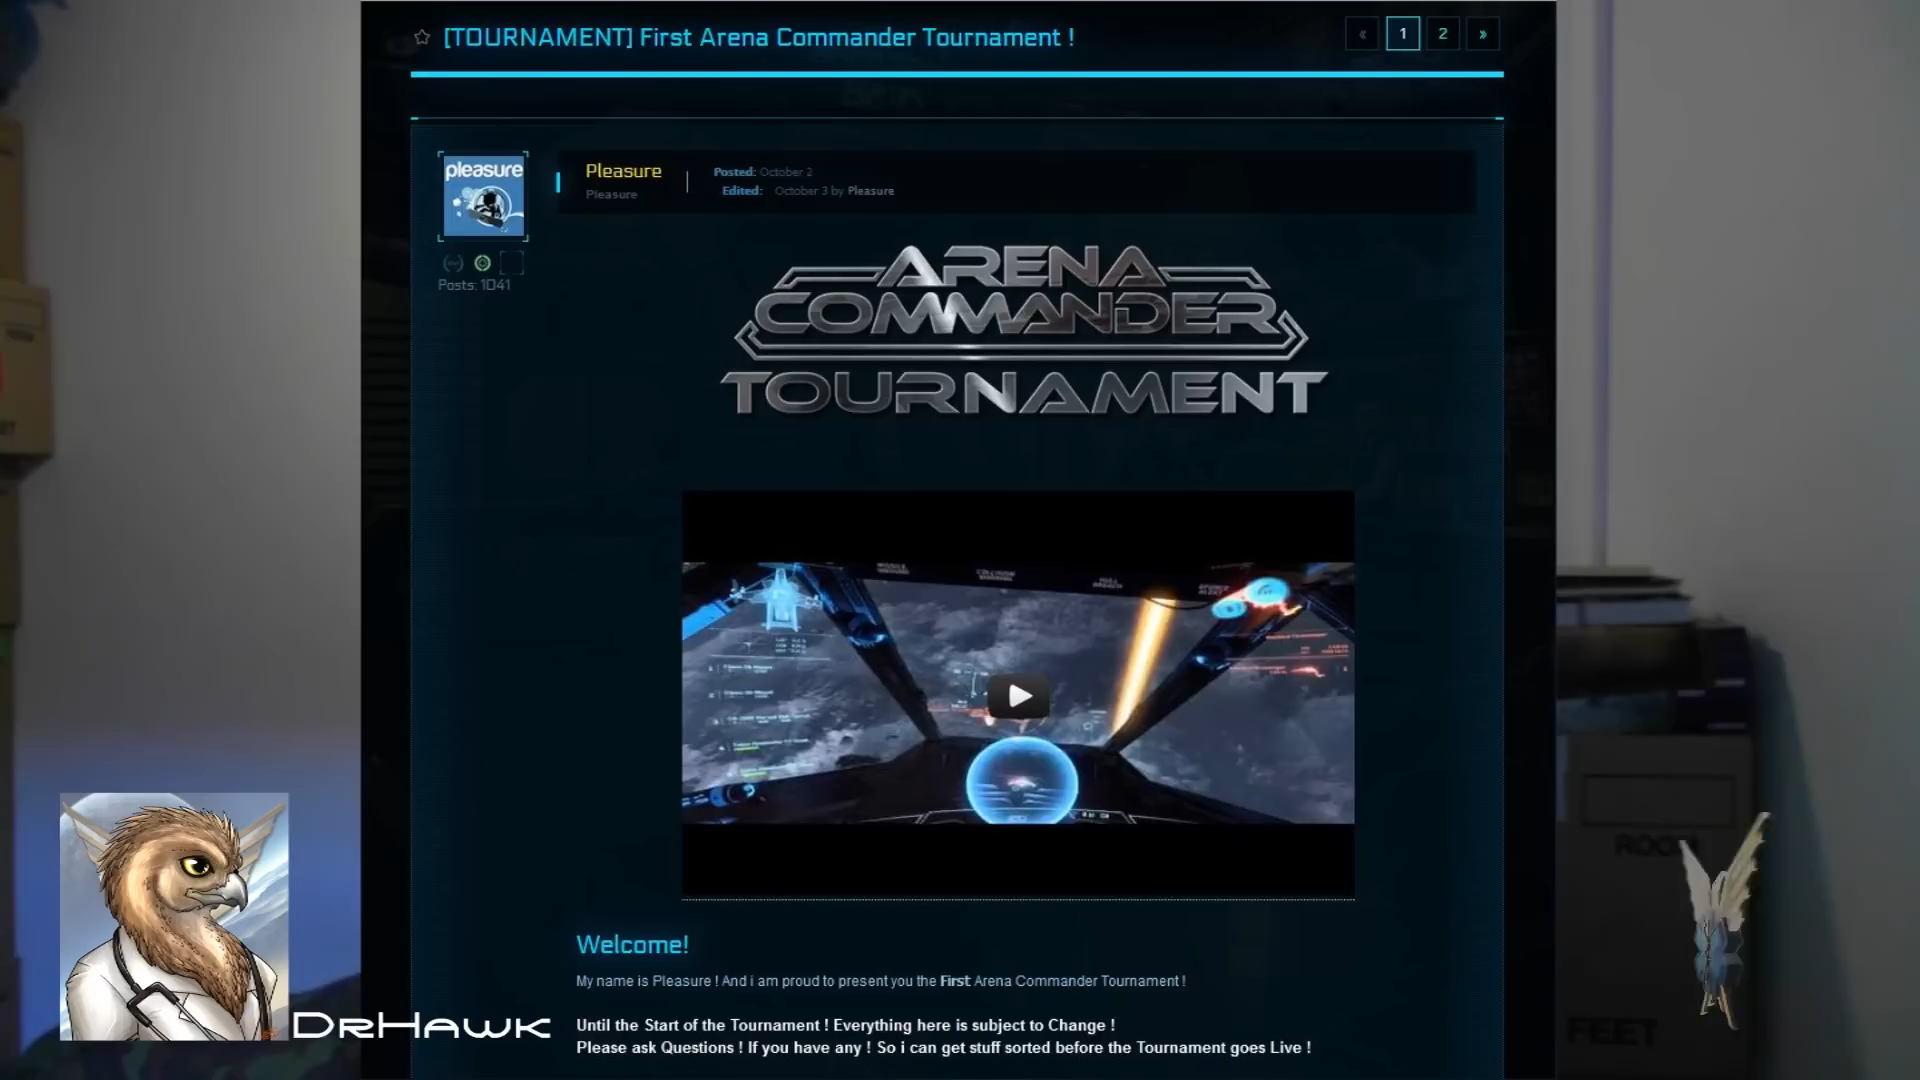 [TOURNAMENT] First Arena Commander Tournament !
« 1 2 »
pleasure
Pleasure
Pleasure
Posted: October 2
Edited: October 3 by Pleasure
Posts: 1041
ARENA
COMMANDER
TOURNAMENT
Welcome!
My name is Pleasure ! And i am proud to present you the First Arena Commander Tournament !
Until the Start of the Tournament ! Everything here is subject to Change !
Please ask Questions ! If you have any ! So i can get stuff sorted before the Tournament goes Live !
DRHAWK
ROOM
FEET